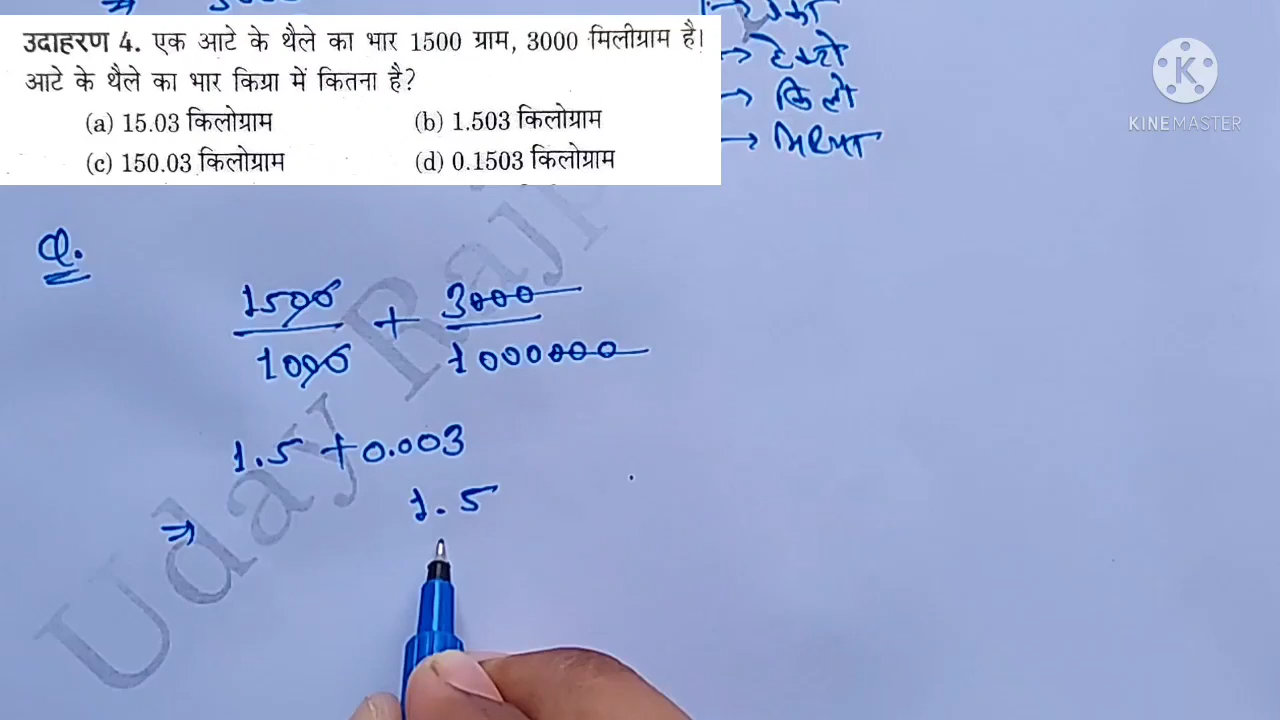 उदाहरण 4. एक आटे के थैले का भार 1500 ग्राम, 3000 मिलीग्राम है।
आटे के थैले का भार किग्रा में कितना है?
(a) 15.03 किलोग्राम (b) 1.503 किलोग्राम
(c) 150.03 किलोग्राम (d) 0.1503 किलोग्राम
→ हेक्टो
→ किलो
→ मिरिया
K
KINEMASTER
Q.
1500 + 3000
1000 1000000
1.5 + 0.003
⇒ 1.5
Uday Raj